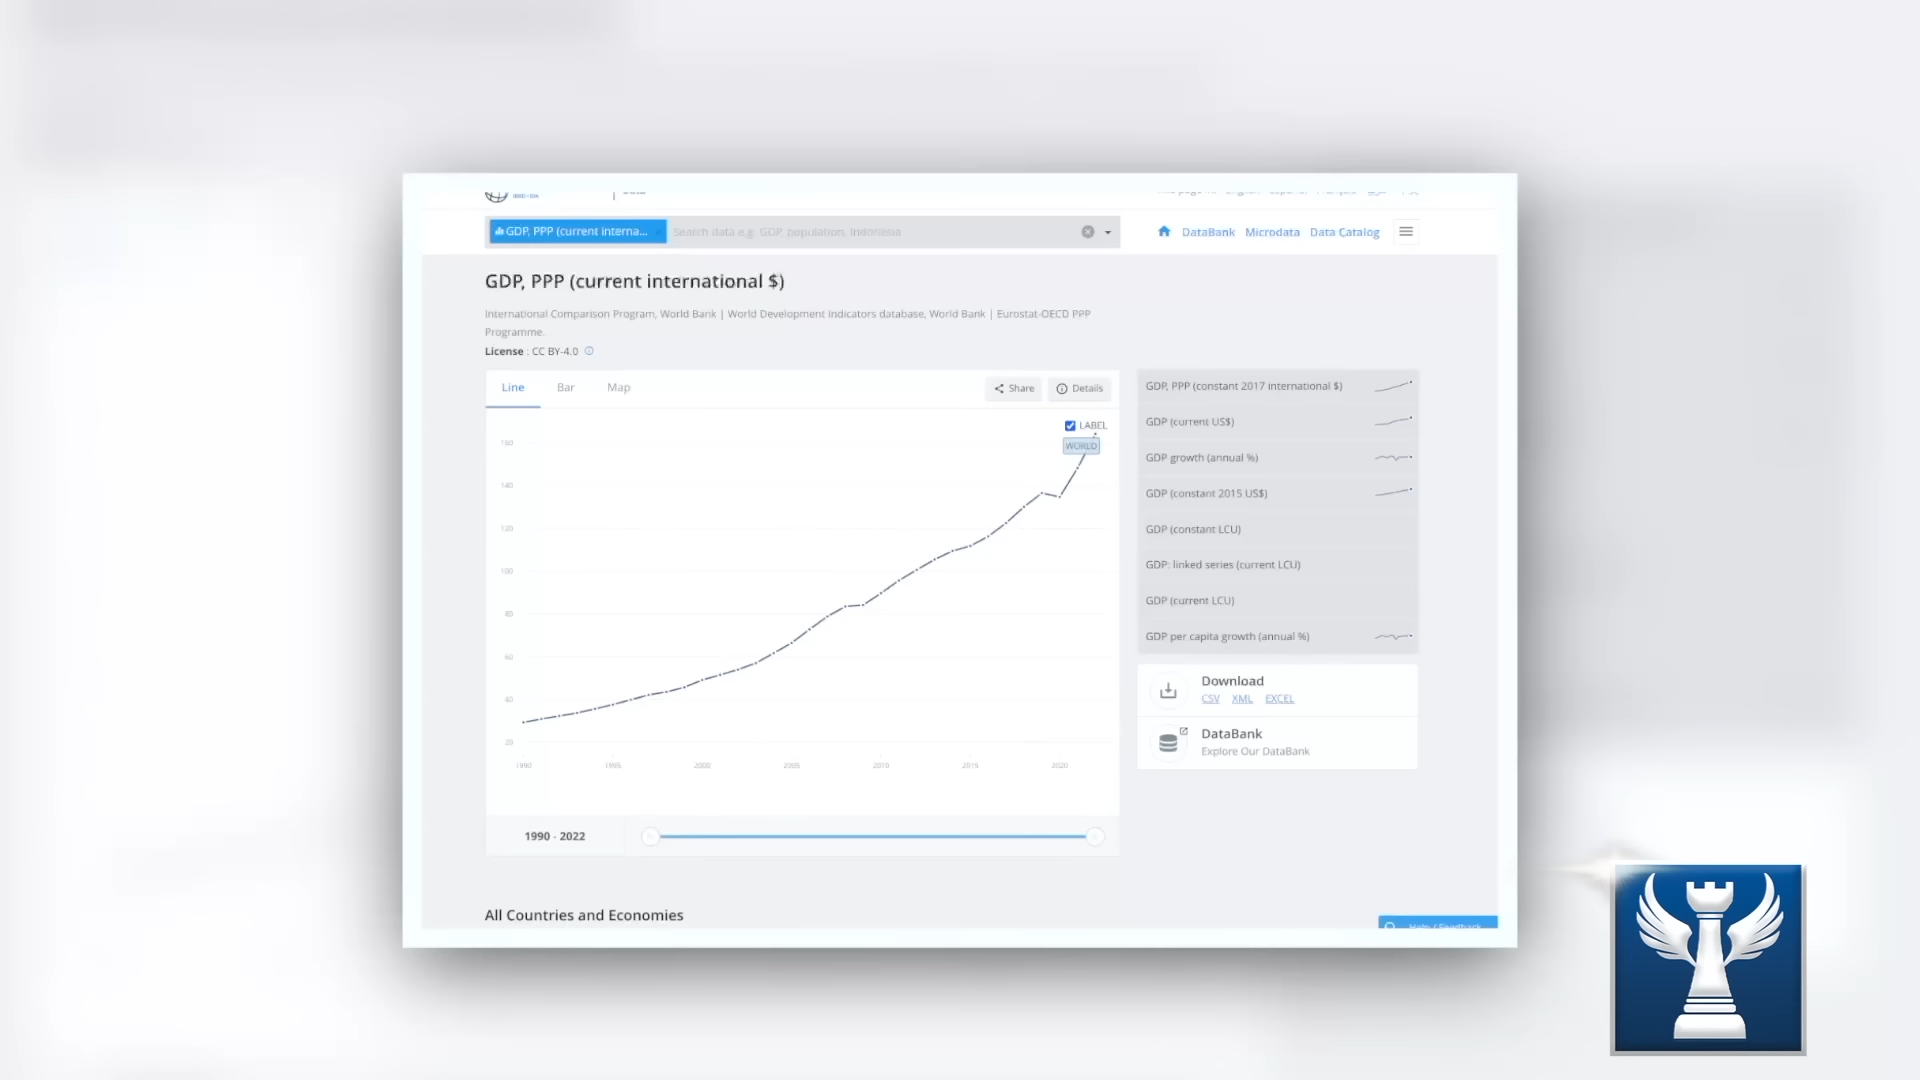 GDP, PPP (current interna...
Search data e.g. GDP, population, Indonesia
DataBank Microdata Data Catalog
GDP, PPP (current international $)
International Comparison Program, World Bank | World Development Indicators database, World Bank | Eurostat-OECD PPP
Programme.
License : CC BY-4.0
Line Bar Map
Share Details
LABEL
WORLD
160
140
120
100
80
60
40
20
1990 1995 2000 2005 2010 2015 2020
1990 - 2022
GDP, PPP (constant 2017 international $)
GDP (current US$)
GDP growth (annual %)
GDP (constant 2015 US$)
GDP (constant LCU)
GDP: linked series (current LCU)
GDP (current LCU)
GDP per capita growth (annual %)
Download
CSV XML EXCEL
DataBank
Explore Our DataBank
All Countries and Economies
Help / Feedback